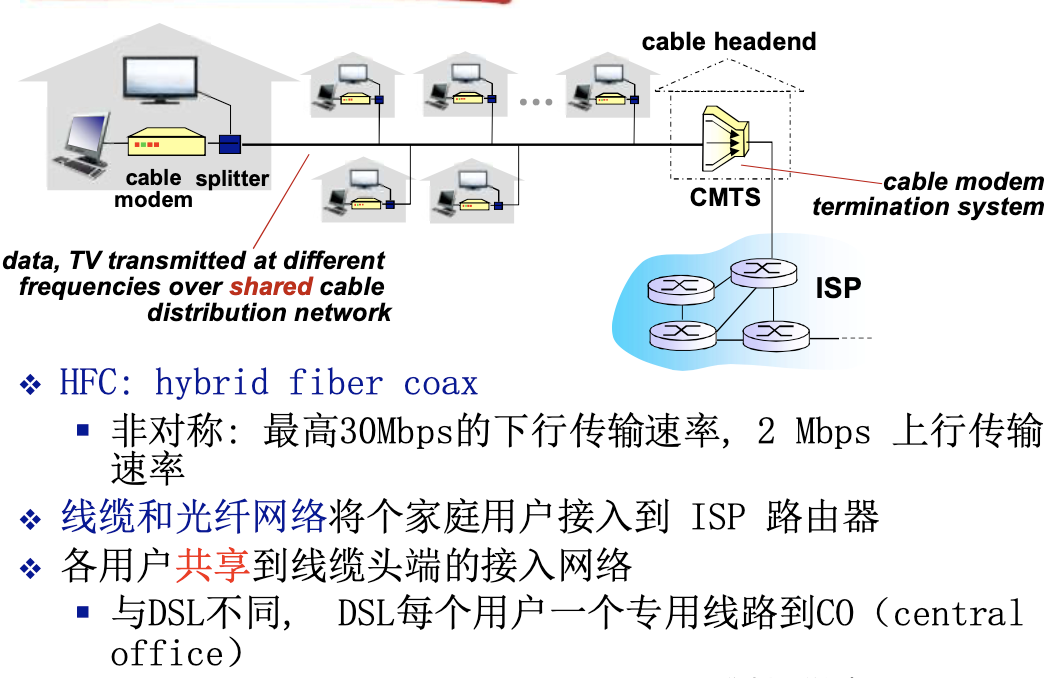 cable headend
cable
modem
splitter
CMTS
cable modem
termination system
data, TV transmitted at different
frequencies over shared cable
distribution network
ISP
HFC: hybrid fiber coax
非对称: 最高30Mbps的下行传输速率, 2 Mbps 上行传输
速率
线缆和光纤网络将个家庭用户接入到 ISP 路由器
各用户共享到线缆头端的接入网络
与DSL不同, DSL每个用户一个专用线路到CO（central
office）